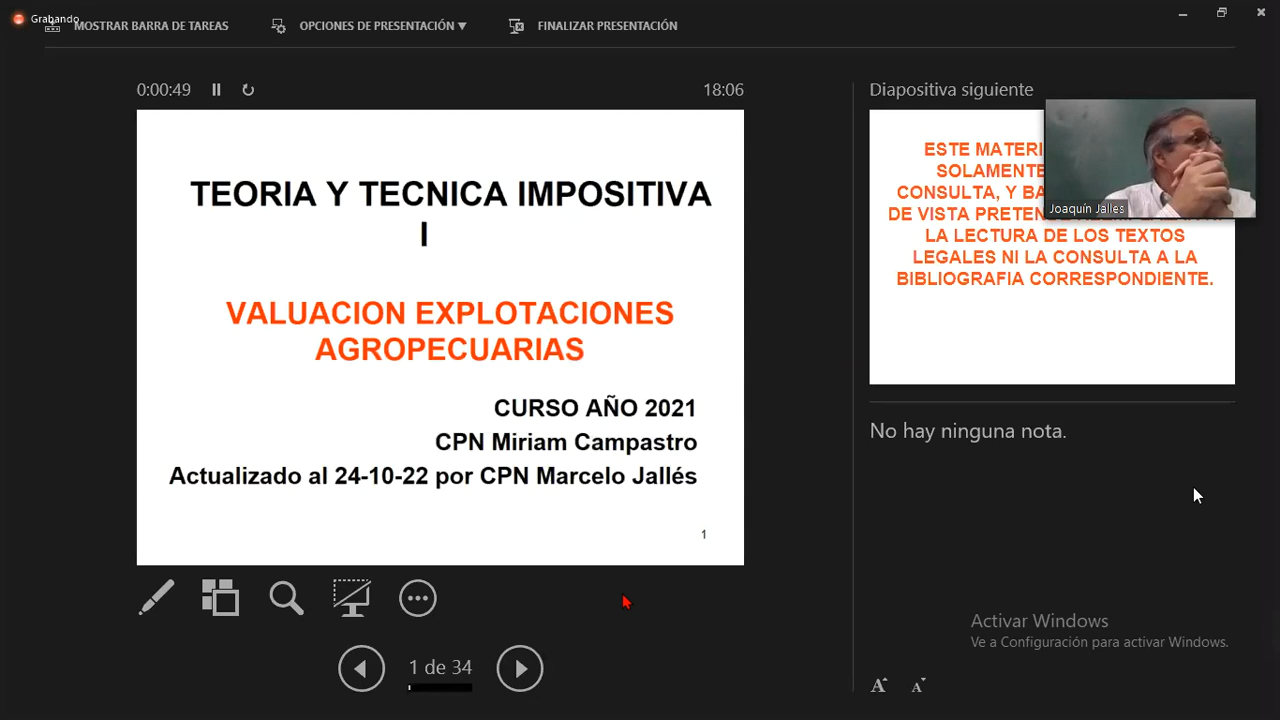 Grabando
MOSTRAR BARRA DE TAREAS
OPCIONES DE PRESENTACIÓN ▼
FINALIZAR PRESENTACIÓN
0:00:49
18:06
TEORIA Y TECNICA IMPOSITIVA
I
VALUACION EXPLOTACIONES
AGROPECUARIAS
CURSO AÑO 2021
CPN Miriam Campastro
Actualizado al 24-10-22 por CPN Marcelo Jallés
1
1 de 34
Diapositiva siguiente
ESTE
SOLAMENTE
CONSULTA, Y
DE VISTA
LA LECTURA DE LOS TEXTOS
LEGALES NI LA CONSULTA A LA
BIBLIOGRAFIA CORRESPONDIENTE.
Joaquín Jalles
No hay ninguna nota.
Activar Windows
Ve a Configuración para activar Windows.
A A